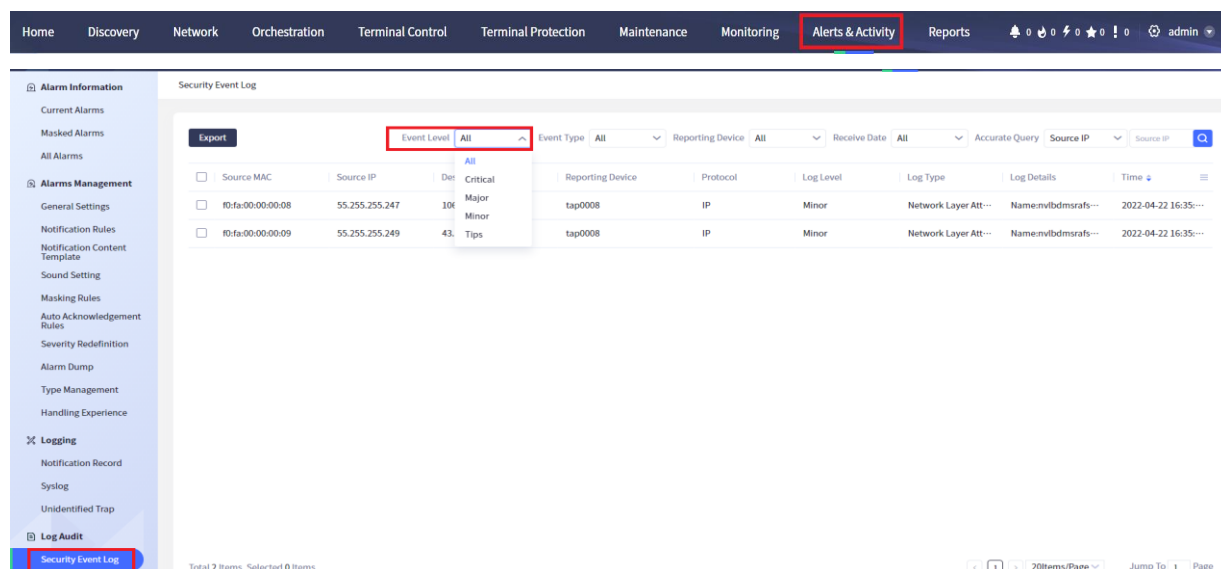 Home Discovery Network Orchestration Terminal Control Terminal Protection Maintenance Monitoring Alerts & Activity Reports 0 0 0 0 0 admin
Alarm Information
Current Alarms
Masked Alarms
All Alarms
Alarms Management
General Settings
Notification Rules
Notification Content
Template
Sound Setting
Masking Rules
Auto Acknowledgement
Rules
Severity Redefinition
Alarm Dump
Type Management
Handling Experience
Logging
Notification Record
Syslog
Unidentified Trap
Log Audit
Security Event Log
Security Event Log
Export Event Level All Event Type All Reporting Device All Receive Date All Accurate Query Source IP Source IP
All
Critical
Major
Minor
Tips
Source MAC Source IP Des Reporting Device Protocol Log Level Log Type Log Details Time
f0:fa:00:00:00:08 55.255.255.247 106 tap0008 IP Minor Network Layer Att··· Name:nvlbdmsrafs··· 2022-04-22 16:35:···
f0:fa:00:00:00:09 55.255.255.249 43. tap0008 IP Minor Network Layer Att··· Name:nvlbdmsrafs··· 2022-04-22 16:35:···
Total 2 Items, Selected 0 Items. < 1 > 20Items/Page Jump To 1 Page